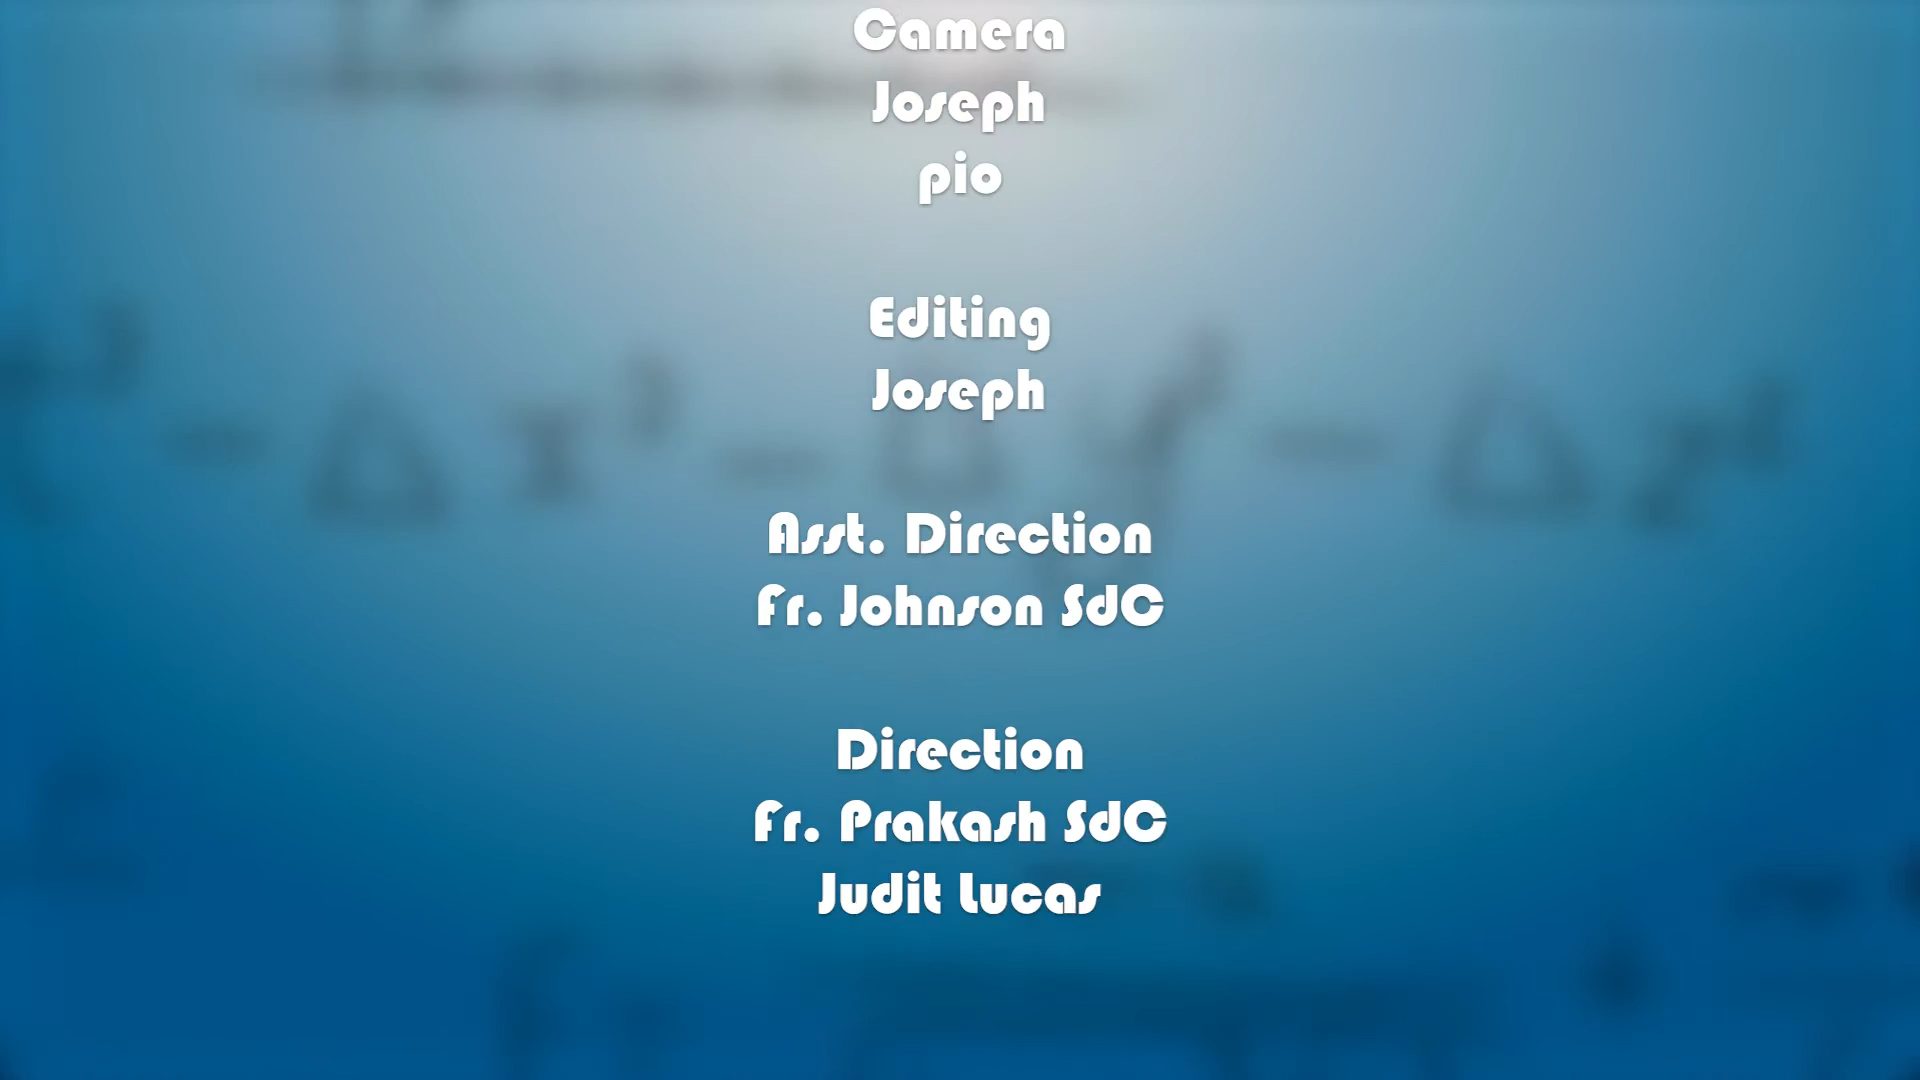 Camera
Joseph
pio
Editing
Joseph
Asst. Direction
Fr. Johnson SdC
Direction
Fr. Prakash SdC
Judit Lucas